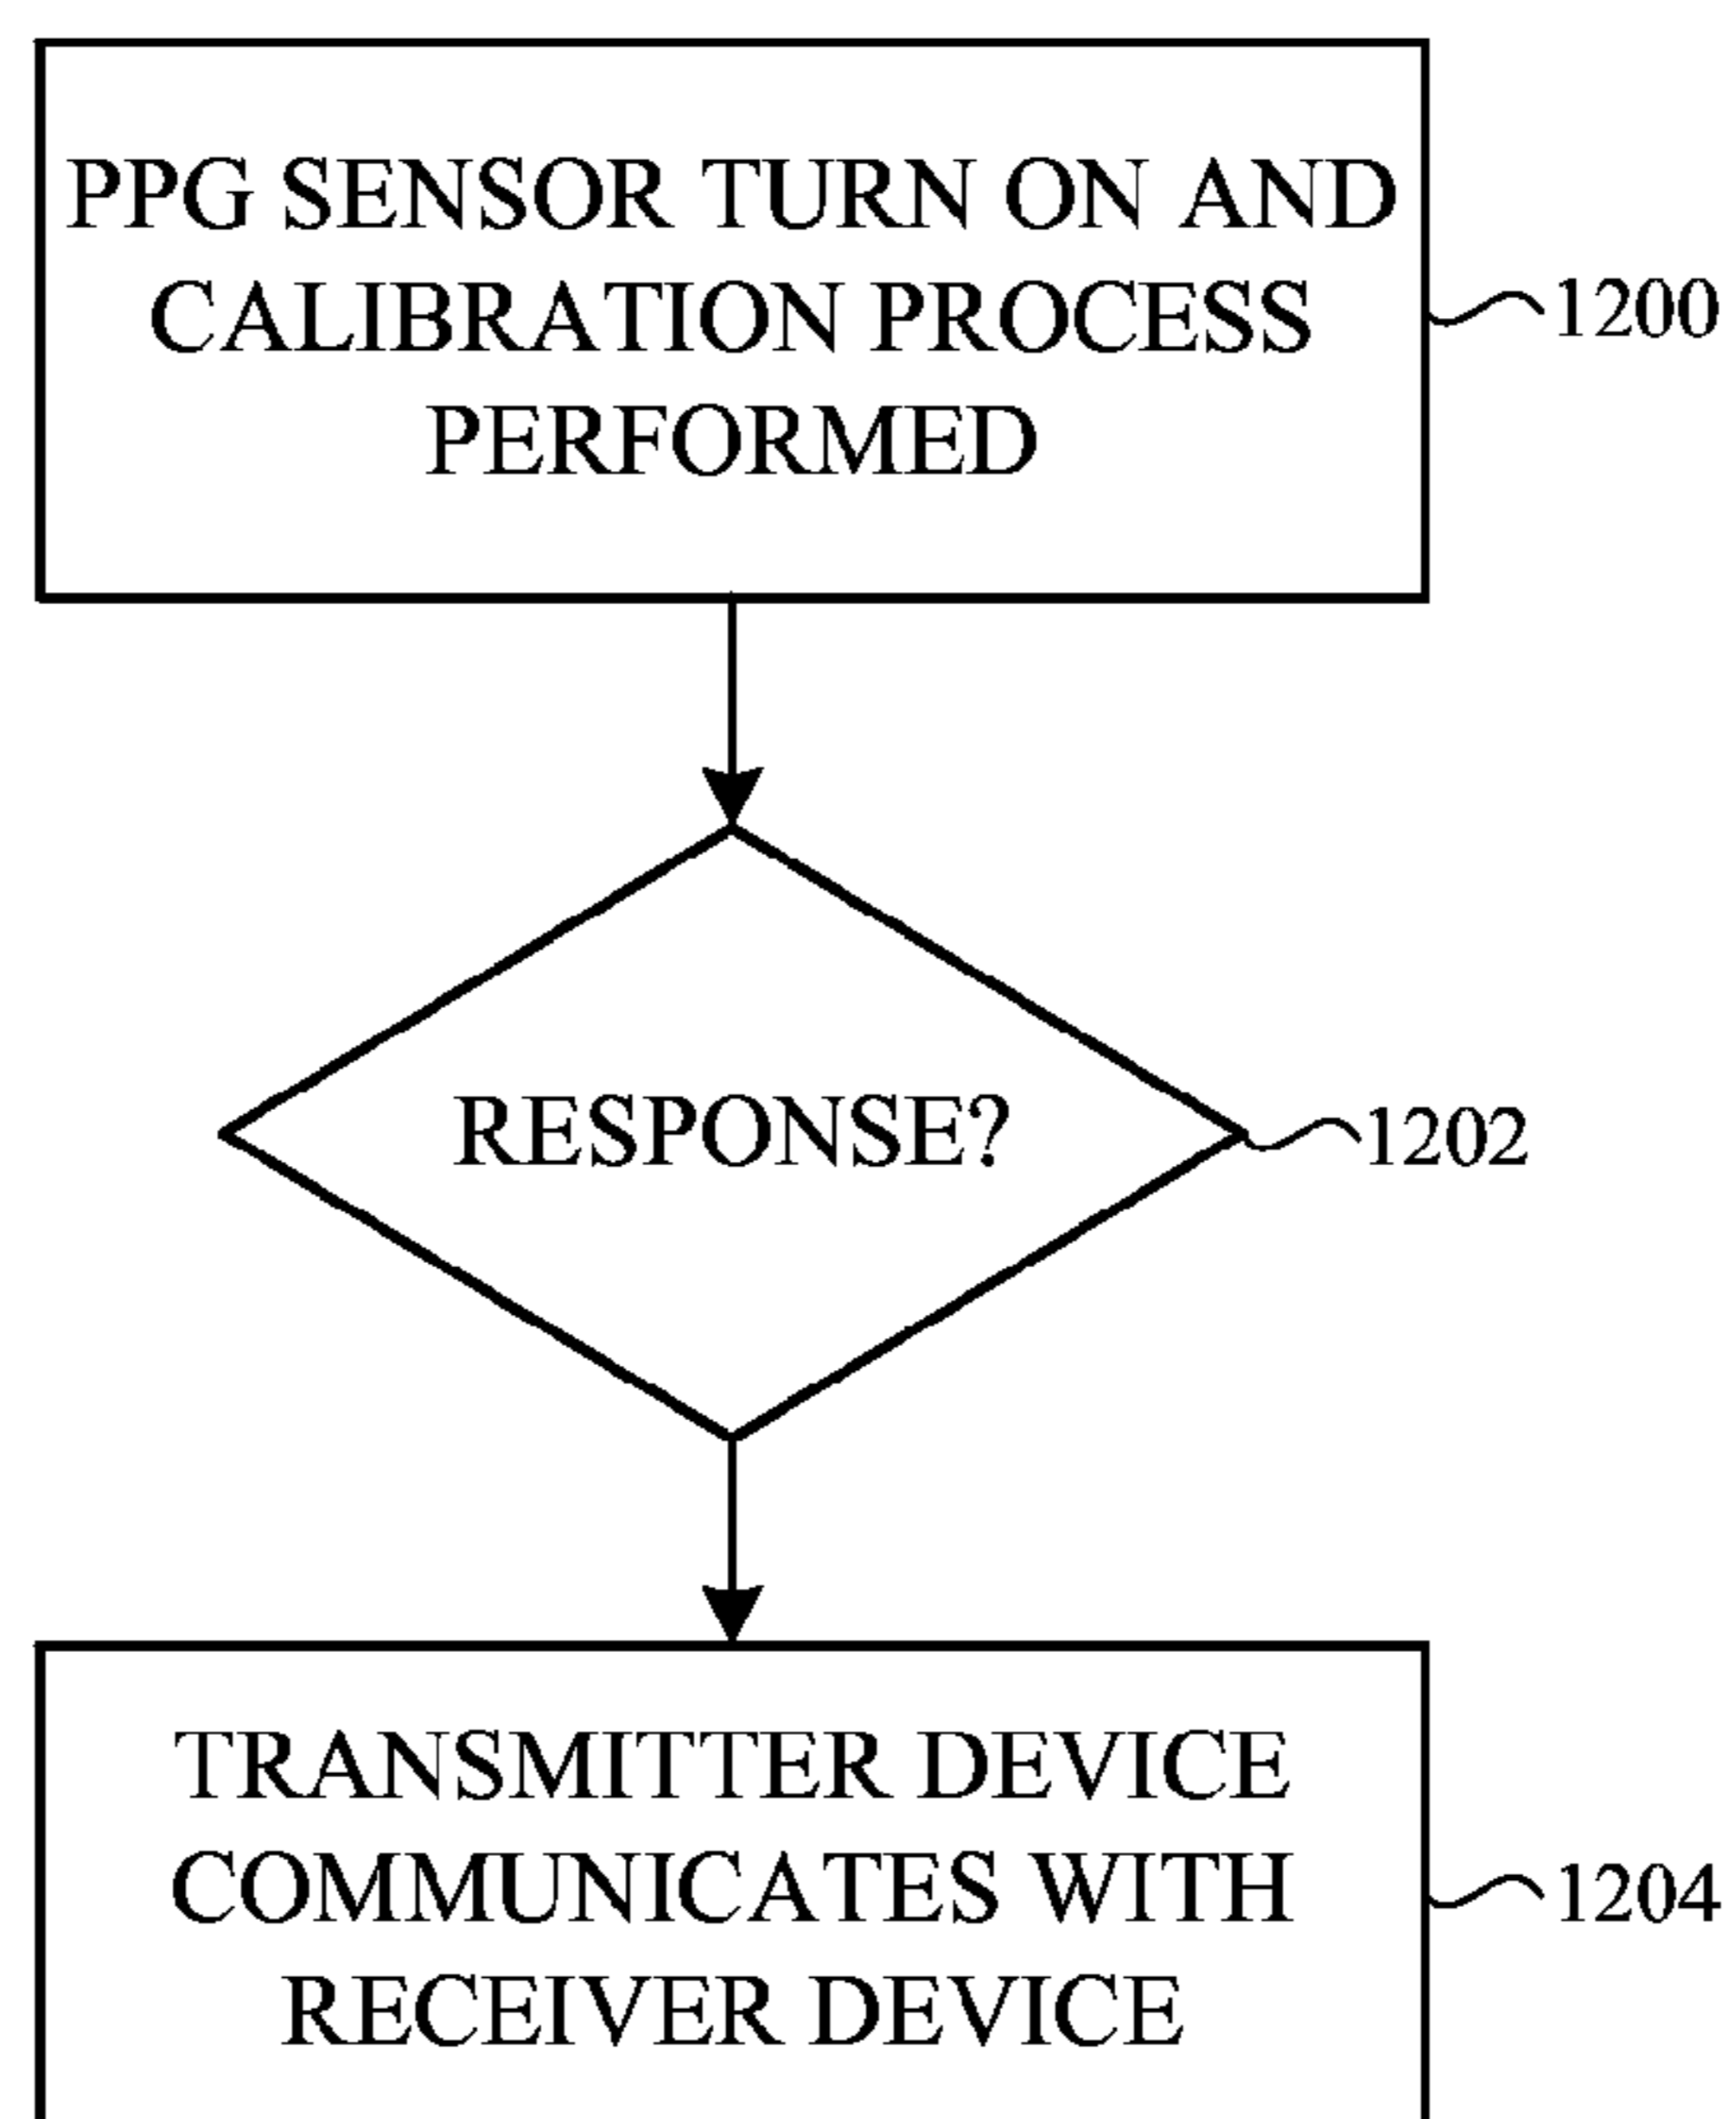 PPG SENSOR TURN ON AND
CALIBRATION PROCESS
PERFORMED
1200
RESPONSE?
1202
TRANSMITTER DEVICE
COMMUNICATES WITH
RECEIVER DEVICE
1204